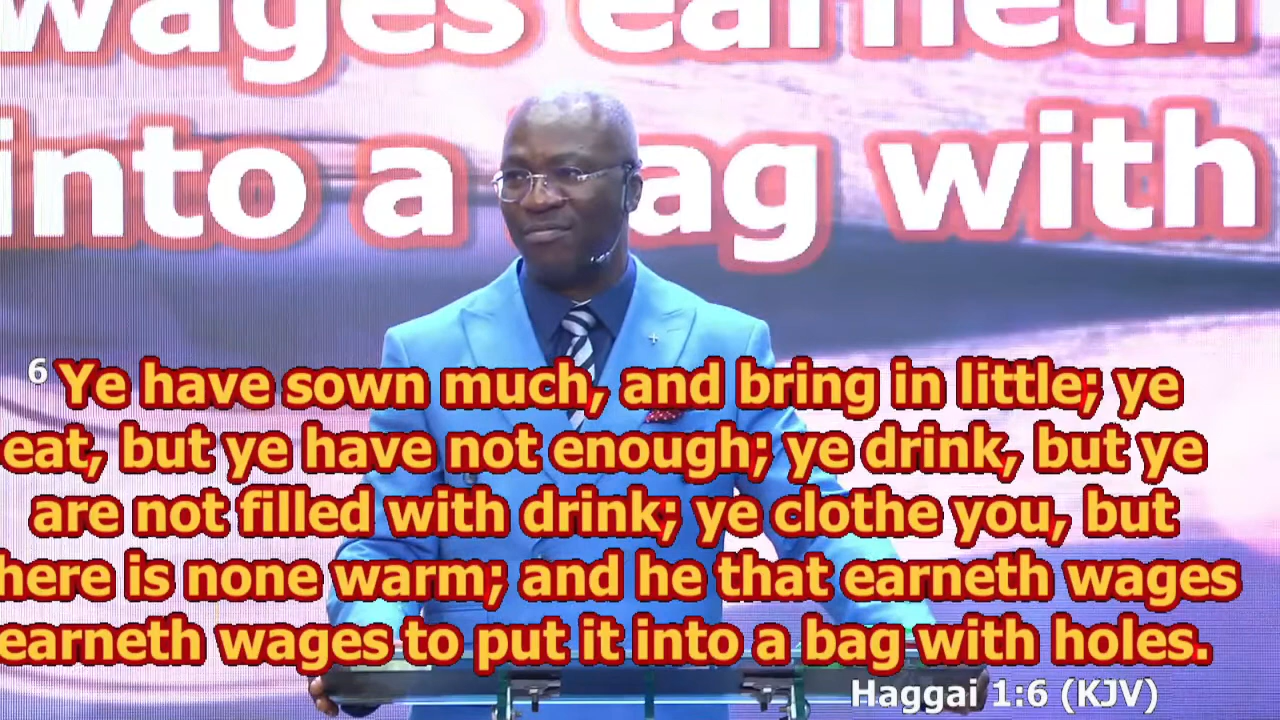 wages earneth
into a bag with
6 Ye have sown much, and bring in little; ye
eat, but ye have not enough; ye drink, but ye
are not filled with drink; ye clothe you, but
here is none warm; and he that earneth wages
earneth wages to put it into a bag with holes.
Haggai 1:6 (KJV)